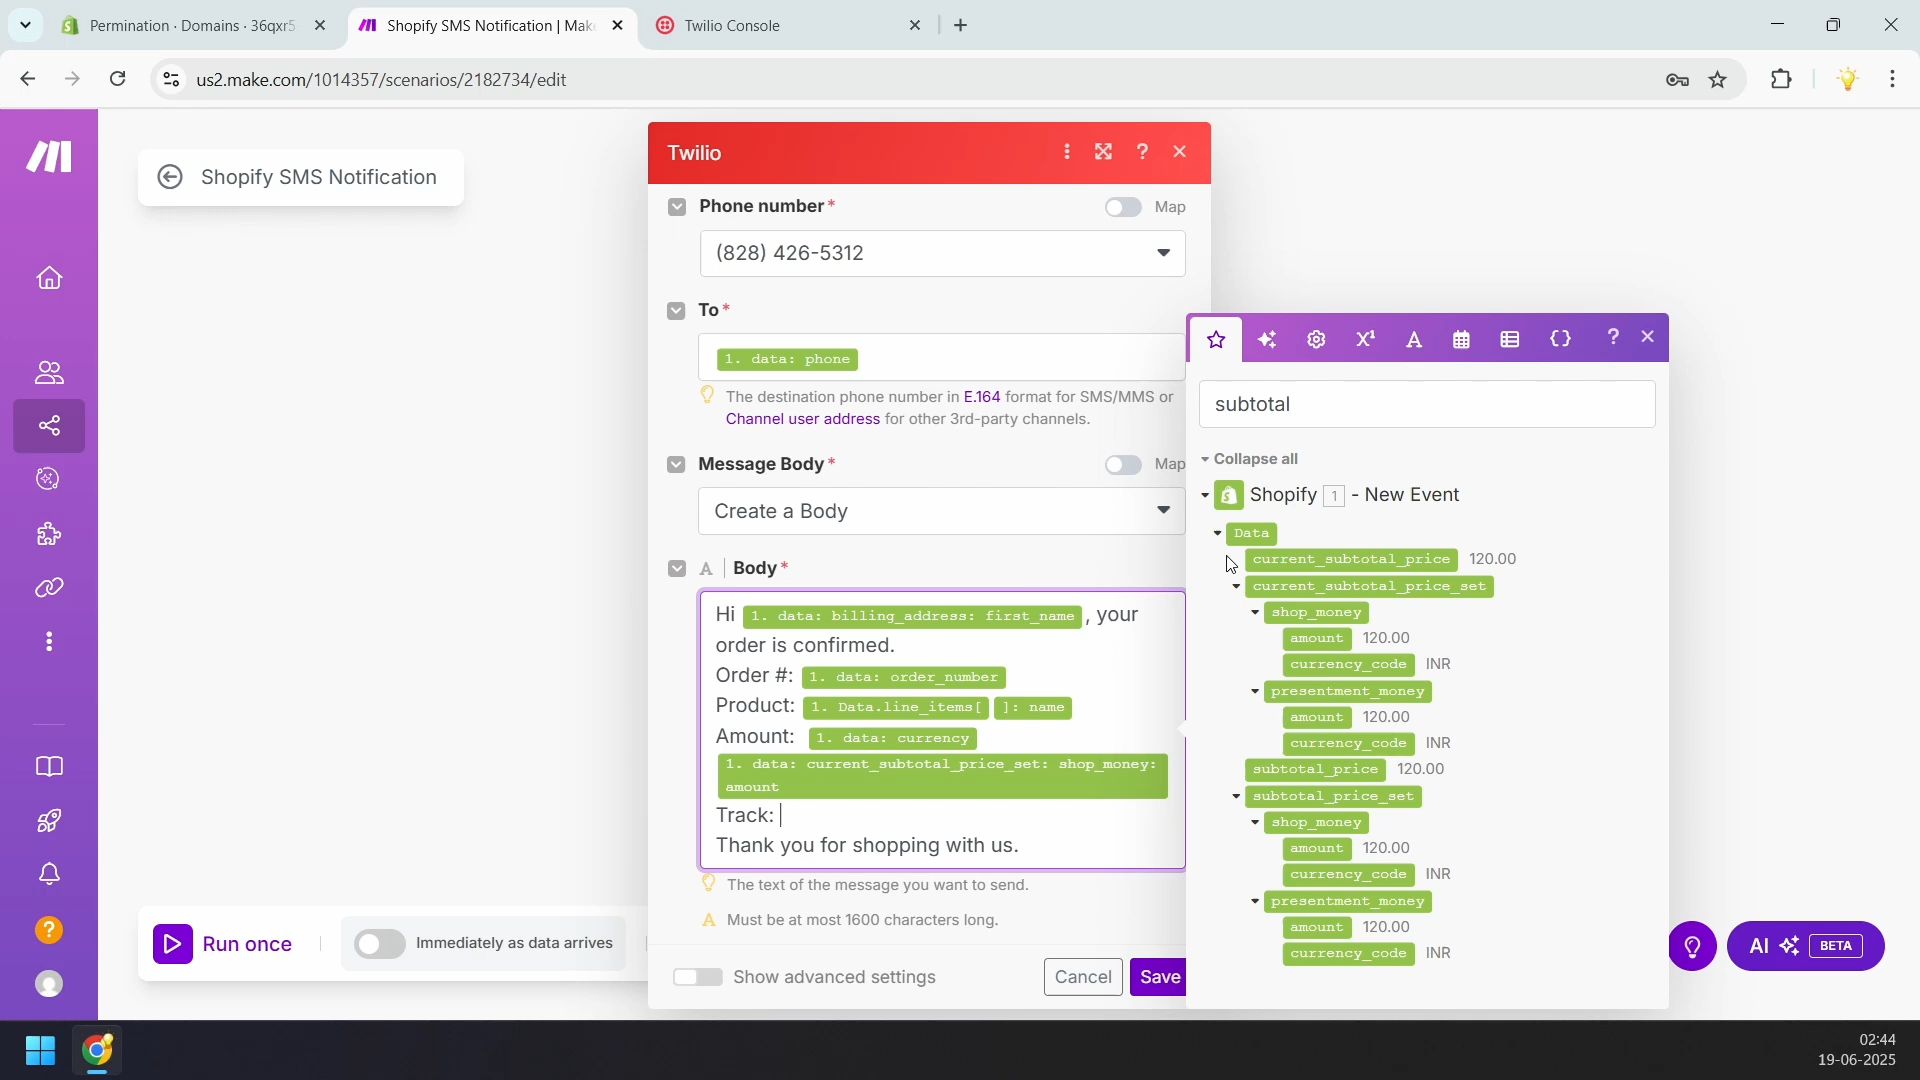 Permination · Domains · 36qxr5
Shopify SMS Notification | Make
Twilio Console
us2.make.com/1014357/scenarios/2182734/edit
Shopify SMS Notification
Twilio
Phone number*
Map
(828) 426-5312
To*
1. data: phone
The destination phone number in E.164 format for SMS/MMS or
Channel user address for other 3rd-party channels.
Message Body*
Map
Create a Body
A Body*
Hi 1. data: billing_address: first_name , your
order is confirmed.
Order #: 1. data: order_number
Product: 1. Data.line_items[ ]: name
Amount: 1. data: currency
1. data: current_subtotal_price_set: shop_money:
amount
Track:
Thank you for shopping with us.
The text of the message you want to send.
Must be at most 1600 characters long.
Show advanced settings
Cancel
Save
subtotal
Collapse all
Shopify 1 - New Event
Data
current_subtotal_price 120.00
current_subtotal_price_set
shop_money
amount 120.00
currency_code INR
presentment_money
amount 120.00
currency_code INR
subtotal_price 120.00
subtotal_price_set
shop_money
amount 120.00
currency_code INR
presentment_money
amount 120.00
currency_code INR
Run once
Immediately as data arrives
AI BETA
02:44
19-06-2025